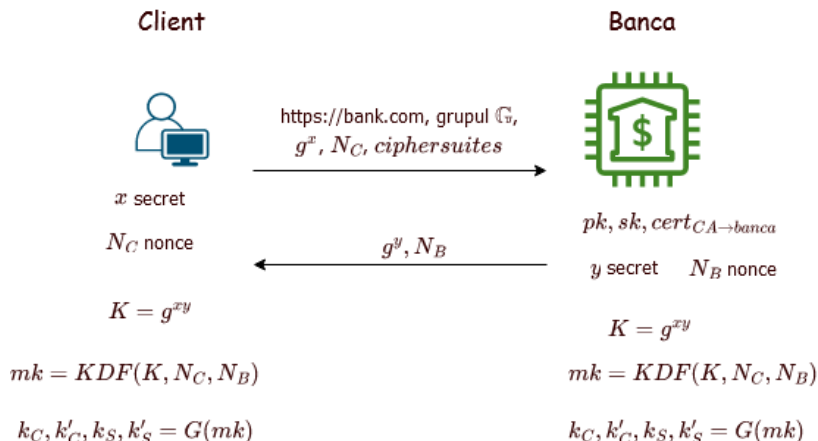 Client
Banca
https://bank.com, grupul 𝔾,
g^x, N_C, ciphersuites
x secret
N_C nonce
$
pk, sk, cert_{CA→banca}
g^y, N_B
y secret N_B nonce
K = g^{xy}
K = g^{xy}
mk = KDF(K, N_C, N_B)
mk = KDF(K, N_C, N_B)
k_C, k'_C, k_S, k'_S = G(mk)
k_C, k'_C, k_S, k'_S = G(mk)